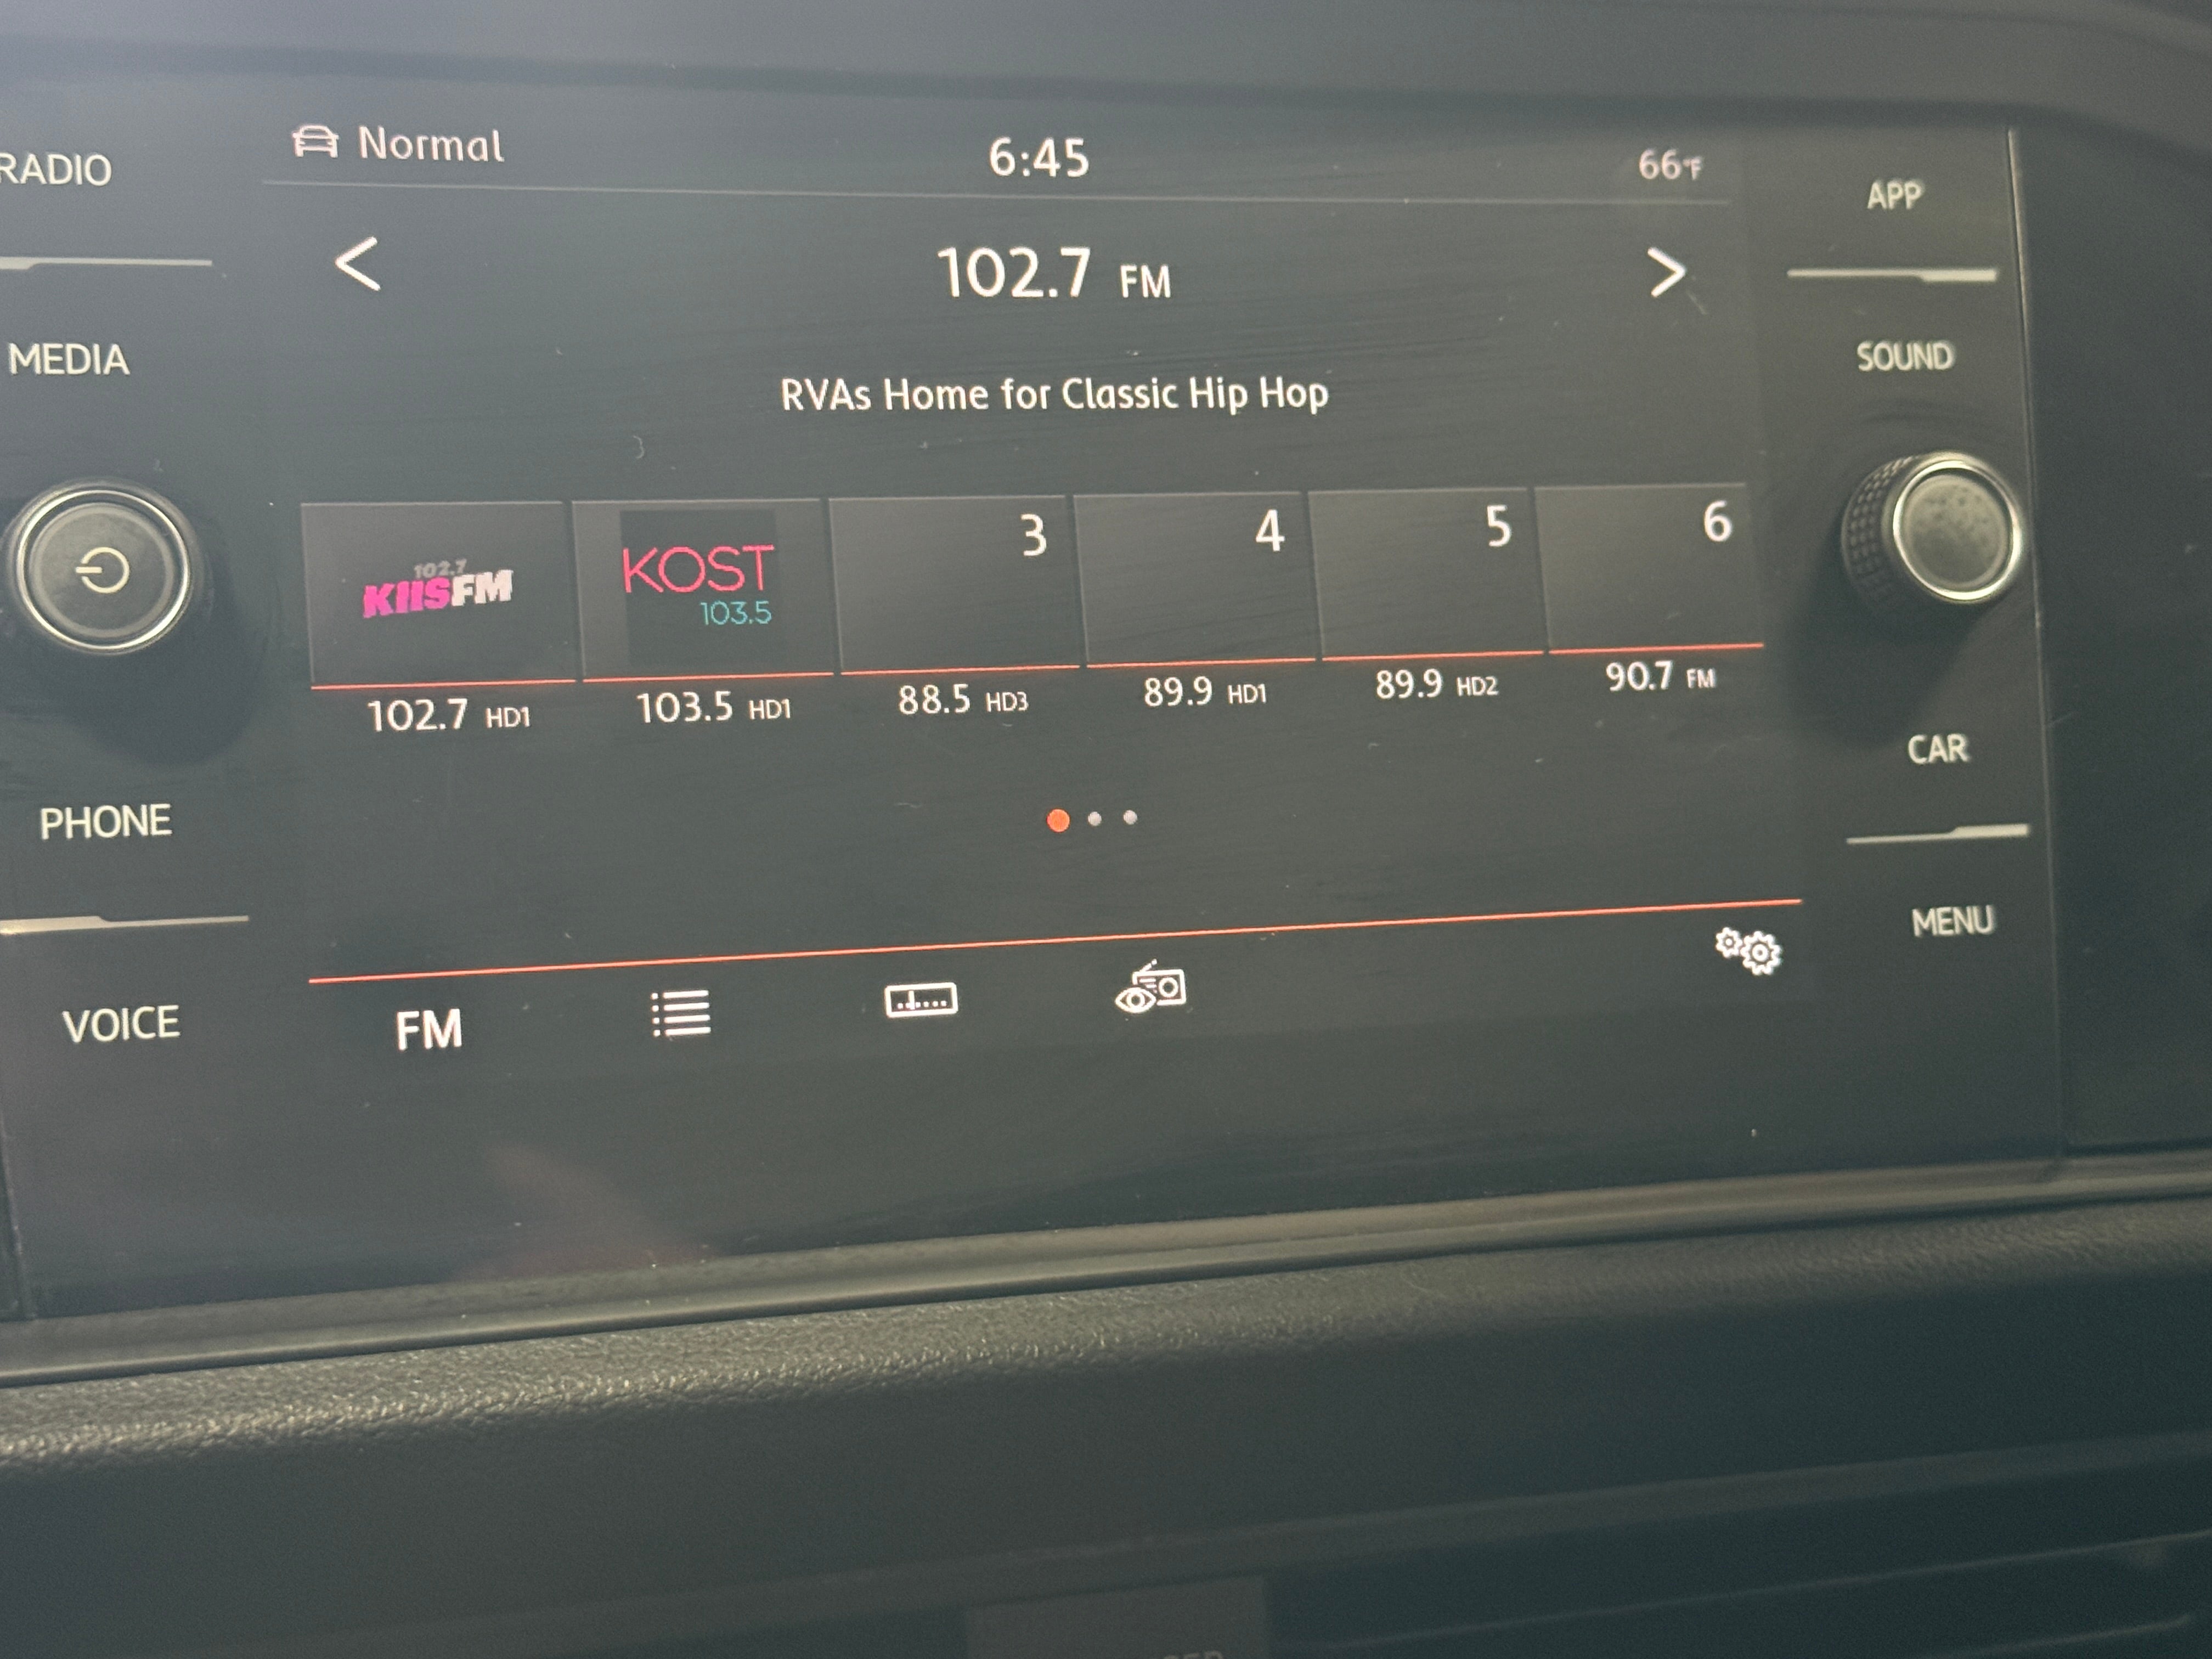 RADIO
Normal
6:45
66°F
APP
102.7 FM
MEDIA
SOUND
RVAs Home for Classic Hip Hop
102.7
KIISFM
KOST
103.5
3
4
5
6
102.7 HD1
103.5 HD1
88.5 HD3
89.9 HD1
89.9 HD2
90.7 FM
CAR
PHONE
MENU
VOICE
FM